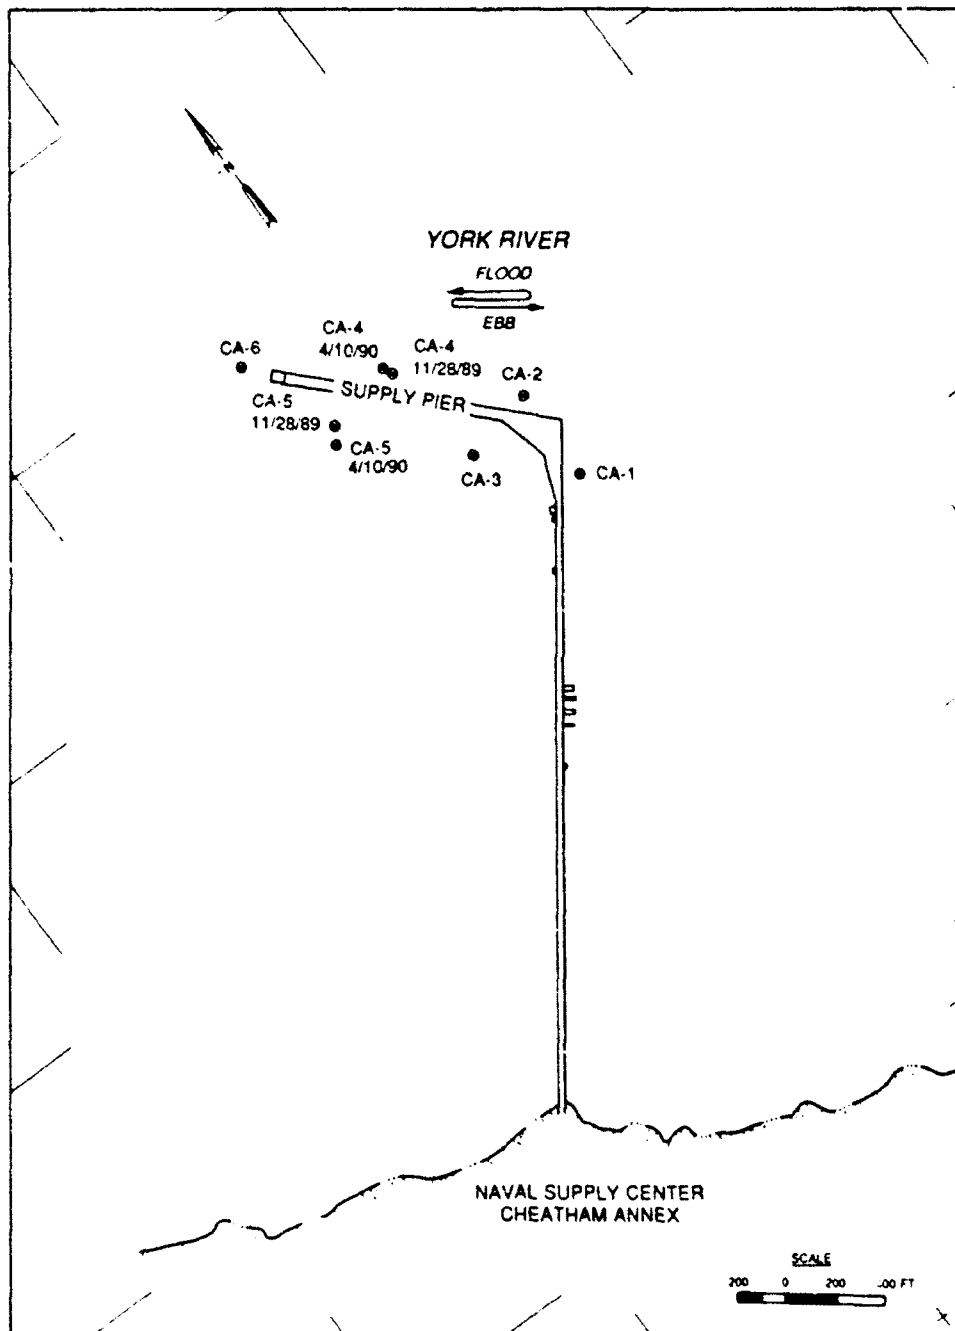 N
YORK RIVER
FLOOD
EBB
CA-4
4/10/90
CA-4
11/28/89
CA-6
CA-2
SUPPLY PIER
CA-5
11/28/89
CA-5
4/10/90
CA-3
CA-1
NAVAL SUPPLY CENTER
CHEATHAM ANNEX
SCALE
200 0 200 00 FT